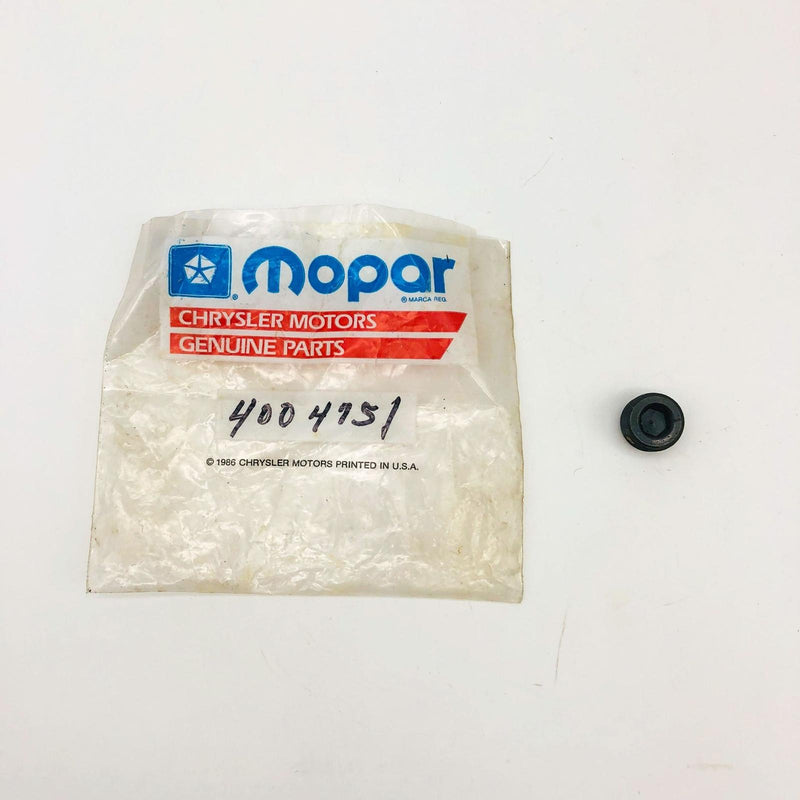 mopar
® ® MARCA REG.
CHRYSLER MOTORS
GENUINE PARTS
4004751
© 1986 CHRYSLER MOTORS PRINTED IN U.S.A.